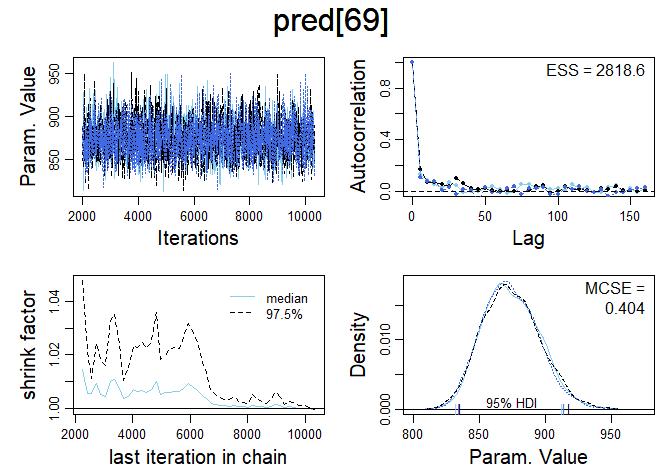 pred[69]
Param. Value
850 900 950
2000 4000 6000 8000 10000
Iterations
Autocorrelation
0.0 0.4 0.8
ESS = 2818.6
0 50 100 150
Lag
shrink factor
1.00 1.02 1.04
median
97.5%
2000 4000 6000 8000 10000
last iteration in chain
Density
0.000 0.010
MCSE =
0.404
95% HDI
800 850 900 950
Param. Value